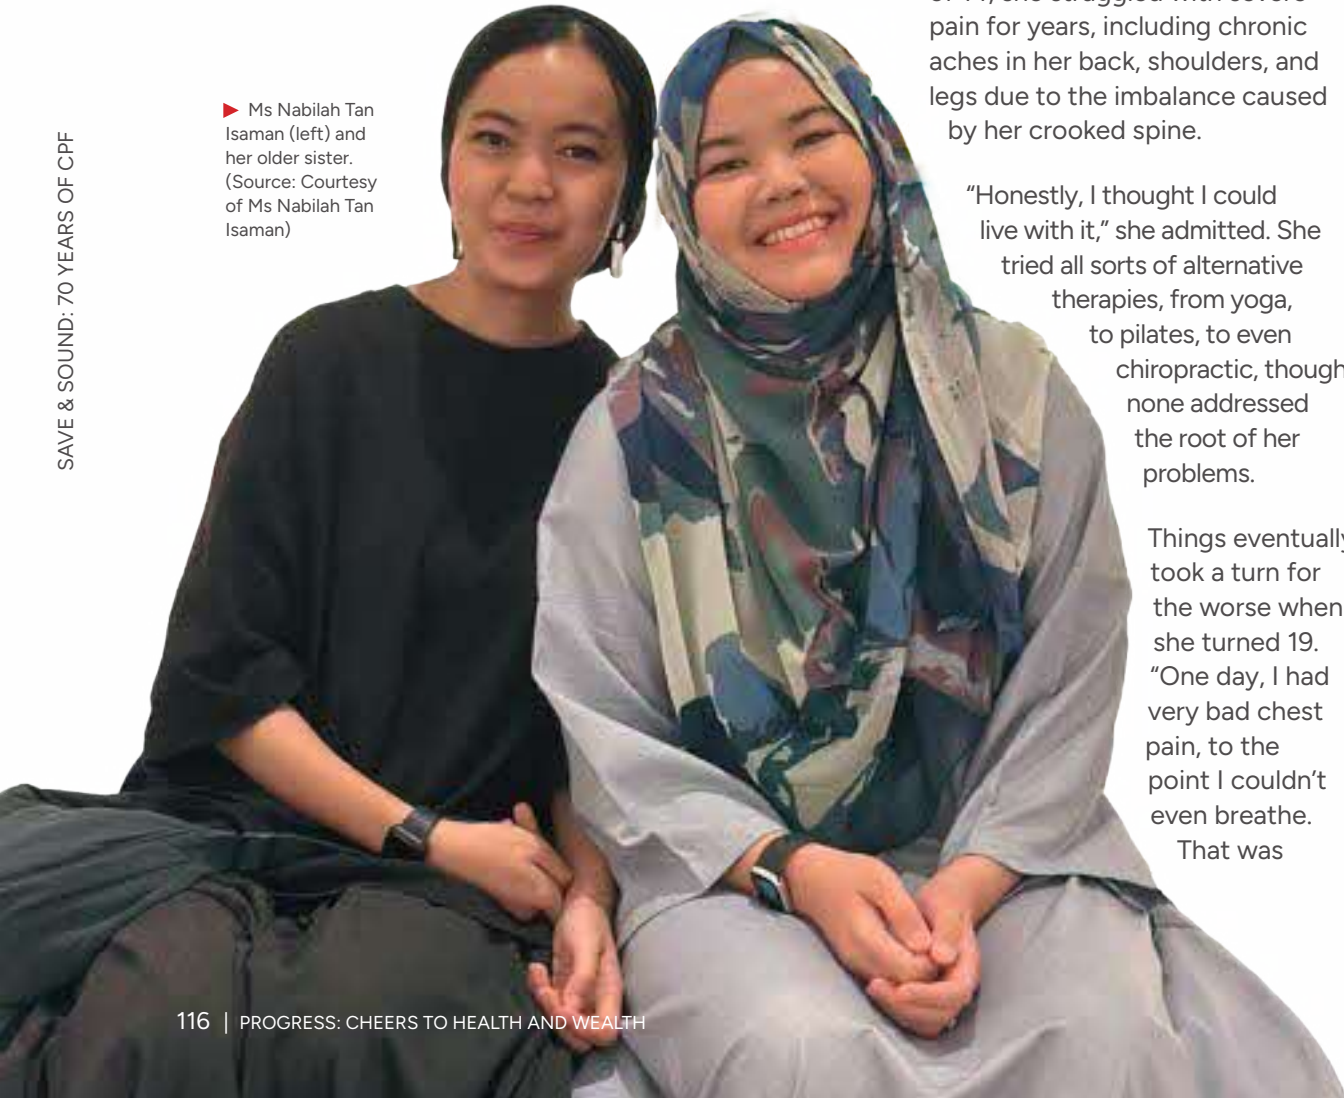 SAVE & SOUND: 70 YEARS OF CPF
▶ Ms Nabilah Tan
Isaman (left) and
her older sister.
(Source: Courtesy
of Ms Nabilah Tan
Isaman)
pain for years, including chronic
aches in her back, shoulders, and
legs due to the imbalance caused
by her crooked spine.
“Honestly, I thought I could
live with it,” she admitted. She
tried all sorts of alternative
therapies, from yoga,
to pilates, to even
chiropractic, though
none addressed
the root of her
problems.
Things eventually
took a turn for
the worse when
she turned 19.
“One day, I had
very bad chest
pain, to the
point I couldn’t
even breathe.
That was
116 | PROGRESS: CHEERS TO HEALTH AND WEALTH